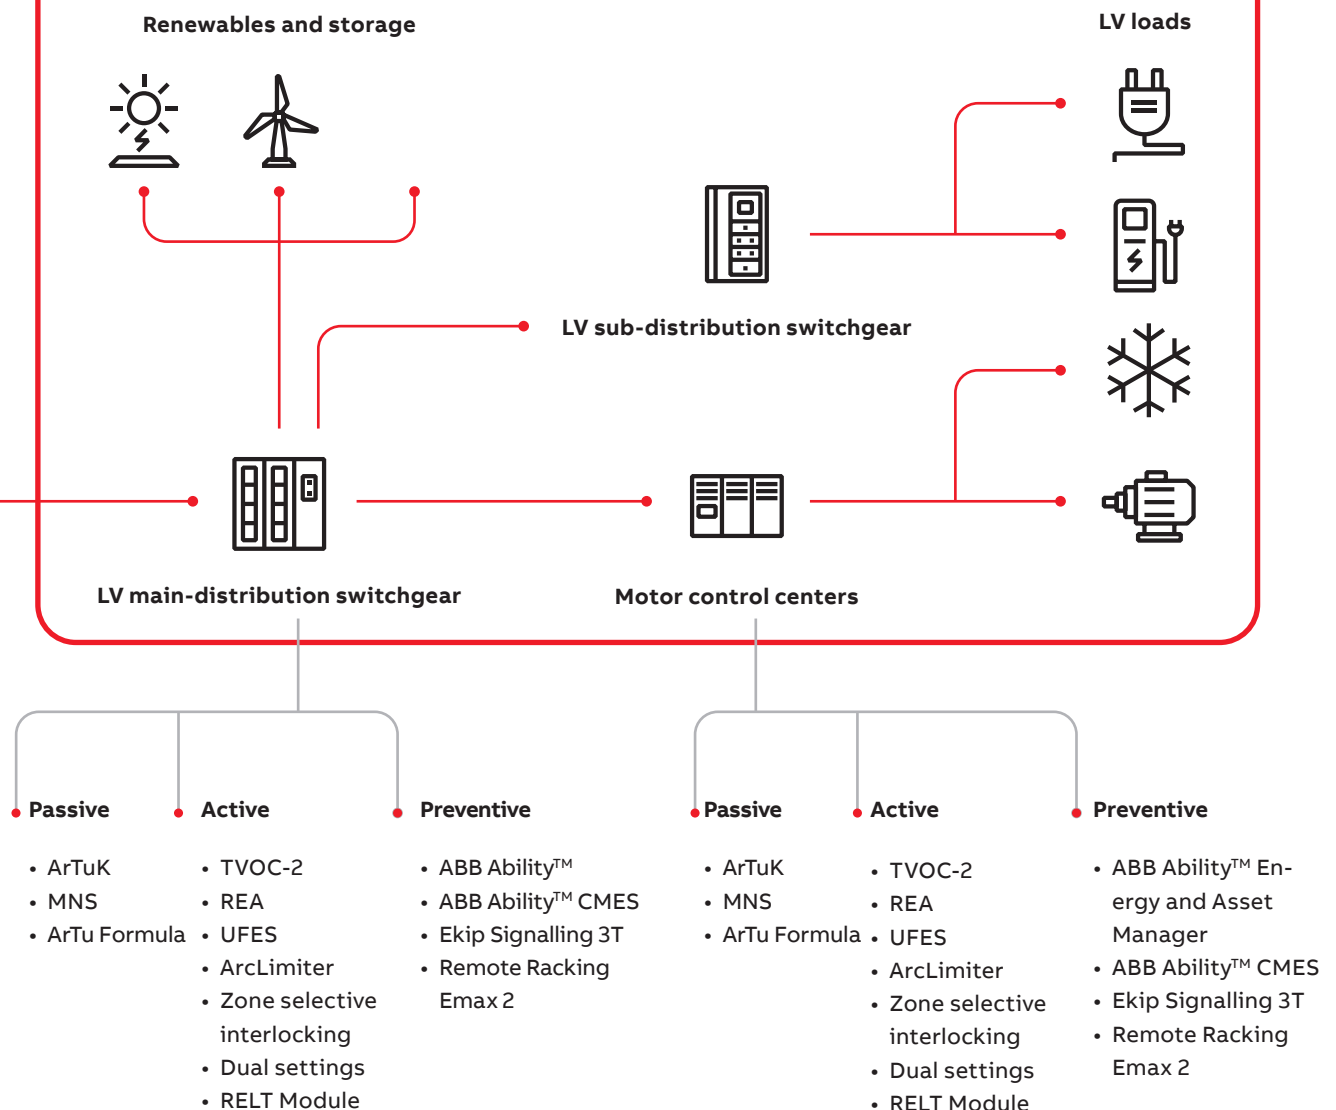 Renewables and storage
LV loads
LV sub-distribution switchgear
LV main-distribution switchgear
Motor control centers
Passive
• ArTuK
• MNS
• ArTu Formula
Active
• TVOC-2
• REA
• UFES
• ArcLimiter
• Zone selective
interlocking
• Dual settings
• RELT Module
Preventive
• ABB Ability™
• ABB Ability™ CMES
• Ekip Signalling 3T
• Remote Racking
Emax 2
Passive
• ArTuK
• MNS
• ArTu Formula
Active
• TVOC-2
• REA
• UFES
• ArcLimiter
• Zone selective
interlocking
• Dual settings
• RELT Module
Preventive
• ABB Ability™ En-
ergy and Asset
Manager
• ABB Ability™ CMES
• Ekip Signalling 3T
• Remote Racking
Emax 2